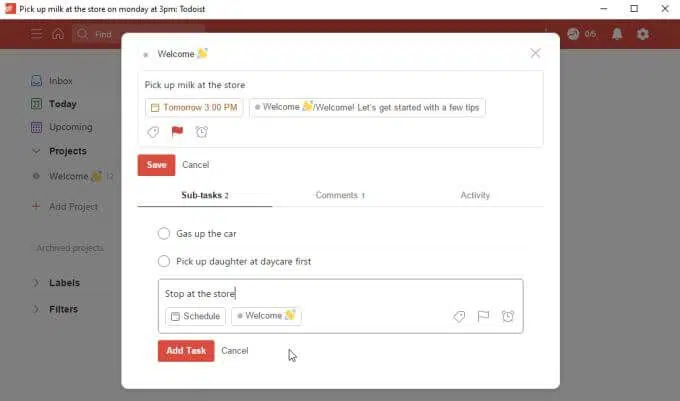 Pick up milk at the store on monday at 3pm: Todoist
Find
0/5
Inbox
Today
Upcoming
Projects
Welcome 👋 12
Add Project
Archived projects
Labels
Filters
Welcome 👋
Pick up milk at the store
Tomorrow 3:00 PM
Welcome 👋/Welcome! Let's get started with a few tips
Save Cancel
Sub-tasks 2 Comments 1 Activity
Gas up the car
Pick up daughter at daycare first
Stop at the store
Schedule Welcome 👋
Add Task Cancel